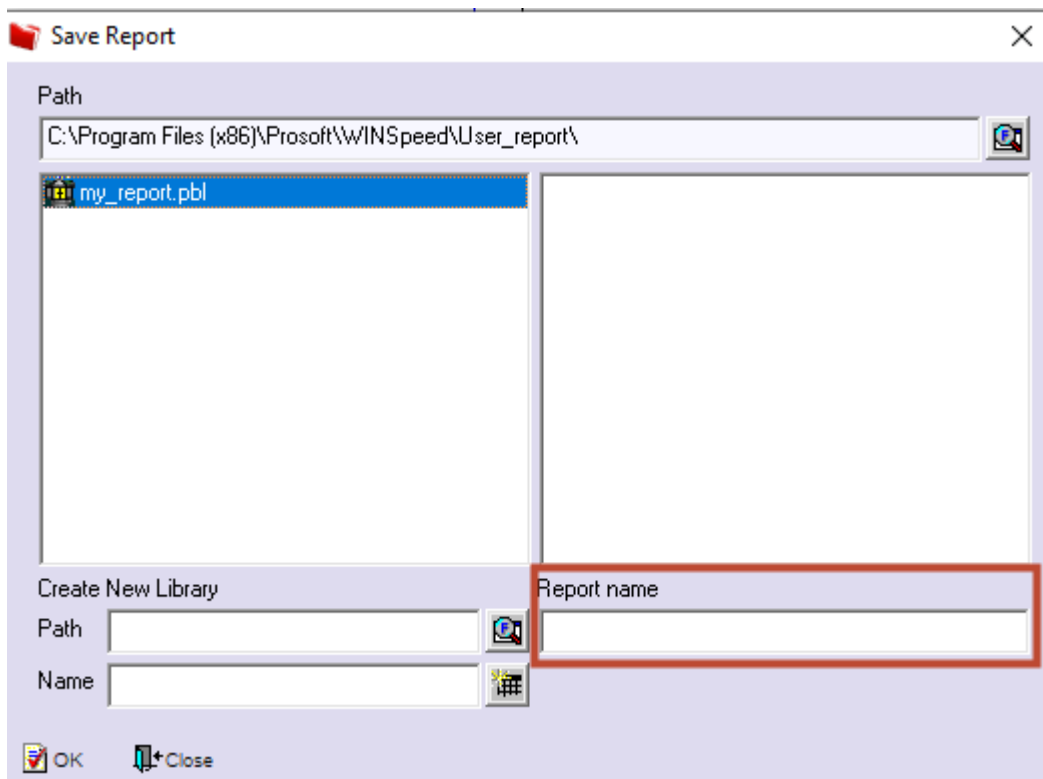 Save Report
Path
C:\Program Files (x86)\Prosoft\WINSpeed\User_report\
my_report.pbl
Create New Library
Path
Name
Report name
OK
Close